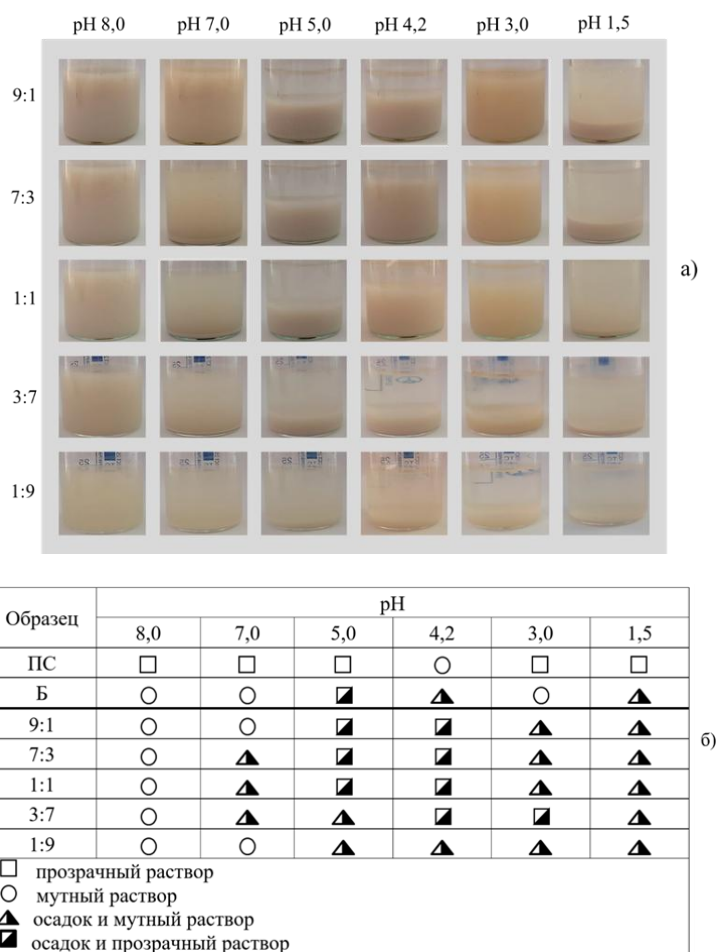 pH 8,0 pH 7,0 pH 5,0 pH 4,2 pH 3,0 pH 1,5
9:1
7:3
а)
1:1
3:7
1:9
Образец pH
8,0 7,0 5,0 4,2 3,0 1,5
ПС □ □ □ ○ □ □
Б ○ ○ ◪ ◮ ○ ◮
9:1 ○ ○ ◪ ◪ ◮ ◮
б)
7:3 ○ ◮ ◪ ◪ ◮ ◮
1:1 ○ ◮ ◪ ◪ ◮ ◮
3:7 ○ ◮ ◮ ◪ ◪ ◮
1:9 ○ ○ ◮ ◮ ◮ ◮
□ прозрачный раствор
○ мутный раствор
◮ осадок и мутный раствор
◪ осадок и прозрачный раствор